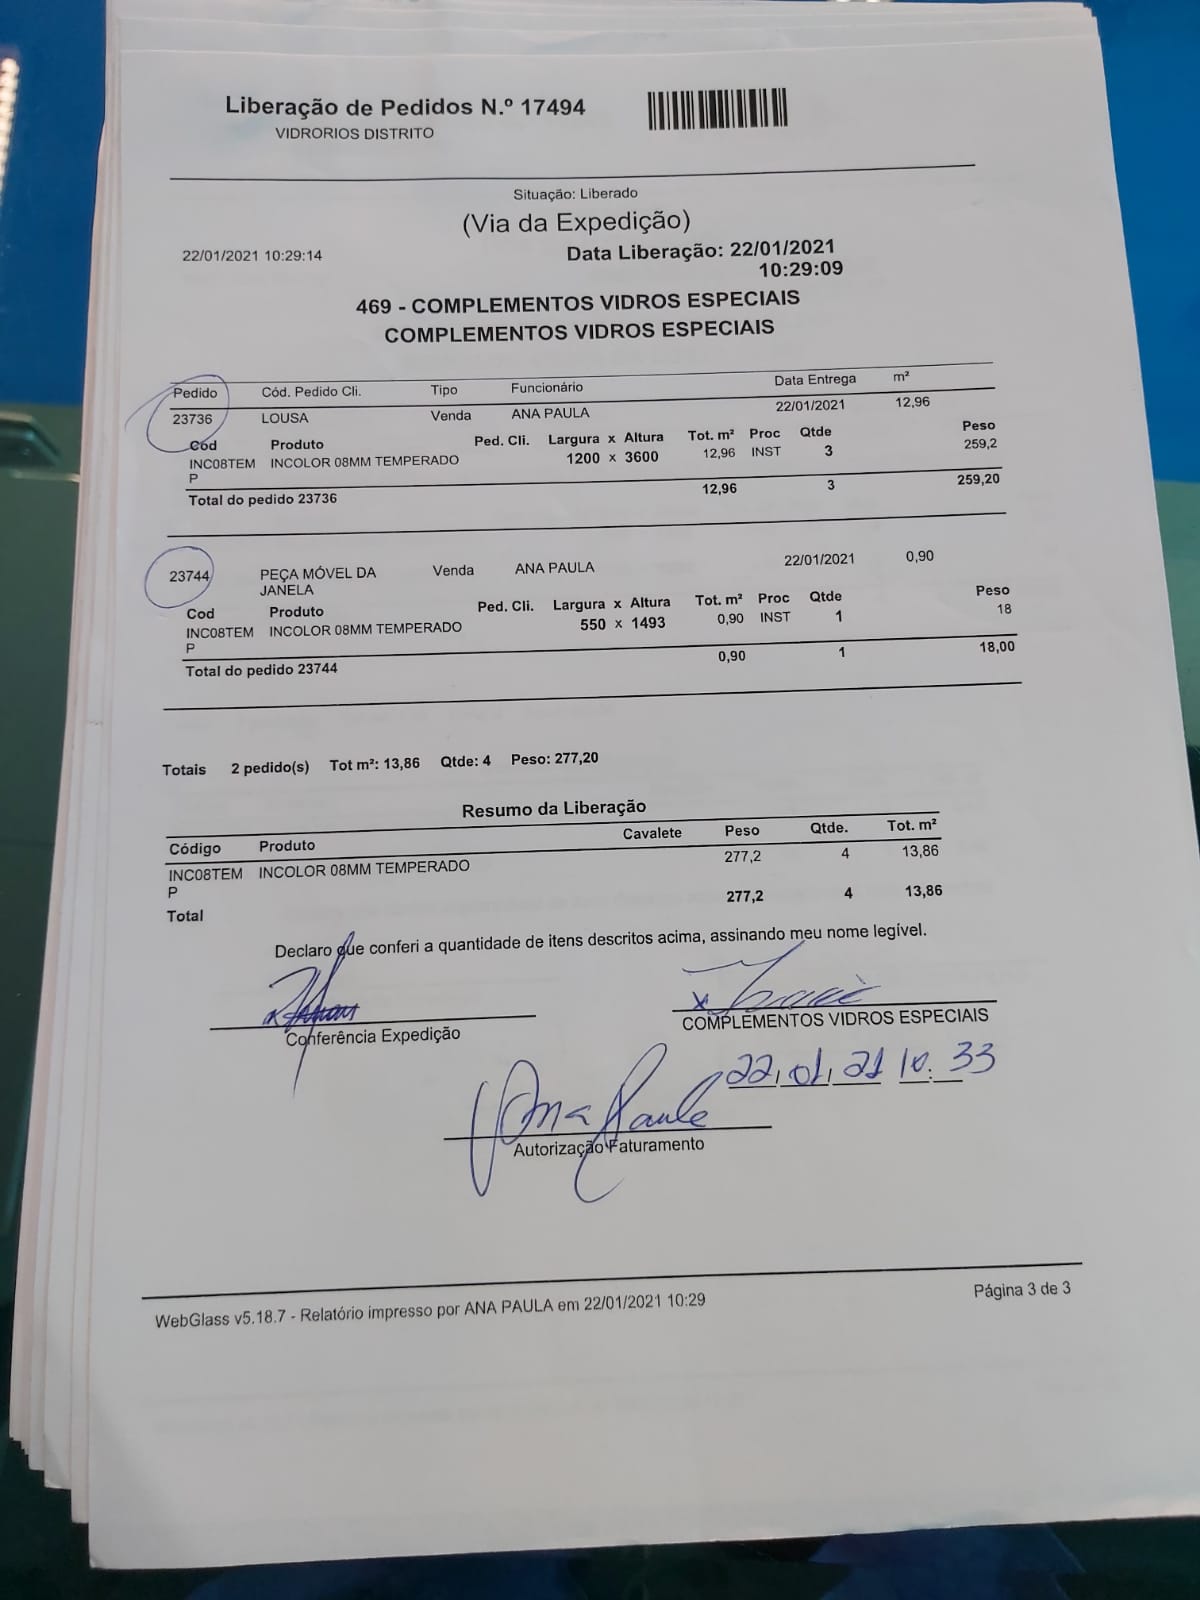 Liberação de Pedidos N.º 17494
VIDRORIOS DISTRITO
Situação: Liberado
(Via da Expedição)
22/01/2021 10:29:14 Data Liberação: 22/01/2021
10:29:09
469 - COMPLEMENTOS VIDROS ESPECIAIS
COMPLEMENTOS VIDROS ESPECIAIS
Pedido Cód. Pedido Cli. Tipo Funcionário Data Entrega m²
23736 LOUSA Venda ANA PAULA 22/01/2021 12,96
Cód Produto Ped. Cli. Largura x Altura Tot. m² Proc Qtde Peso
INC08TEM INCOLOR 08MM TEMPERADO 1200 x 3600 12,96 INST 3 259,2
P
Total do pedido 23736 12,96 3 259,20
23744 PEÇA MÓVEL DA Venda ANA PAULA 22/01/2021 0,90
JANELA
Cod Produto Ped. Cli. Largura x Altura Tot. m² Proc Qtde Peso
INC08TEM INCOLOR 08MM TEMPERADO 550 x 1493 0,90 INST 1 18
P
Total do pedido 23744 0,90 1 18,00
Totais 2 pedido(s) Tot m²: 13,86 Qtde: 4 Peso: 277,20
Resumo da Liberação
Código Produto Cavalete Peso Qtde. Tot. m²
INC08TEM INCOLOR 08MM TEMPERADO 277,2 4 13,86
P
Total 277,2 4 13,86
Declaro que conferi a quantidade de itens descritos acima, assinando meu nome legível.
x
Conferência Expedição COMPLEMENTOS VIDROS ESPECIAIS
22,01,21 10:33
Ana Paula
Autorização Faturamento
WebGlass v5.18.7 - Relatório impresso por ANA PAULA em 22/01/2021 10:29 Página 3 de 3